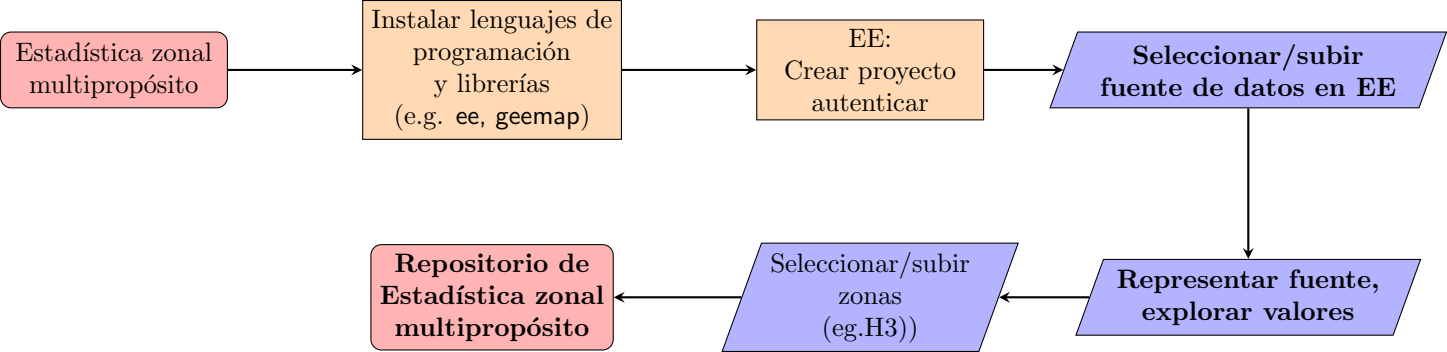 Estadística zonal
multipropósito
Instalar lenguajes de
programación
y librerías
(e.g. ee, geemap)
EE:
Crear proyecto
autenticar
Seleccionar/subir
fuente de datos en EE
Representar fuente,
explorar valores
Seleccionar/subir
zonas
(eg.H3))
Repositorio de
Estadística zonal
multipropósito